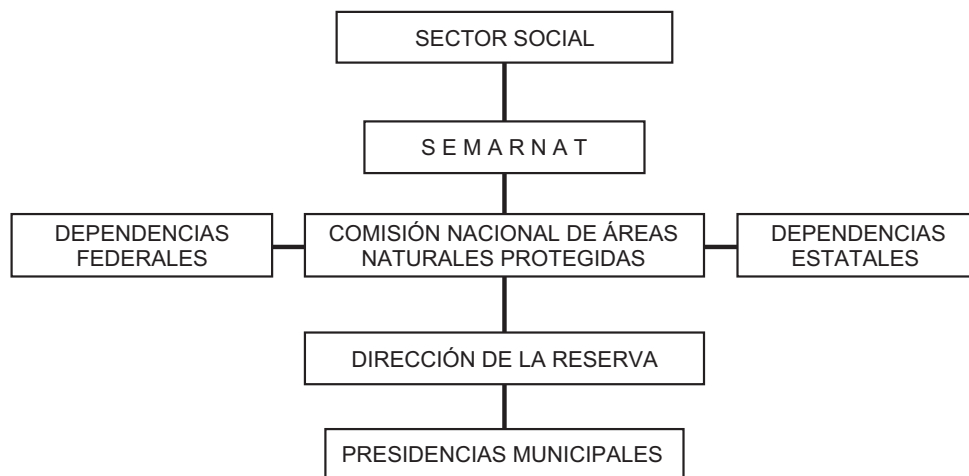 SECTOR SOCIAL
S E M A R N A T
DEPENDENCIAS
FEDERALES
COMISIÓN NACIONAL DE ÁREAS
NATURALES PROTEGIDAS
DEPENDENCIAS
ESTATALES
DIRECCIÓN DE LA RESERVA
PRESIDENCIAS MUNICIPALES